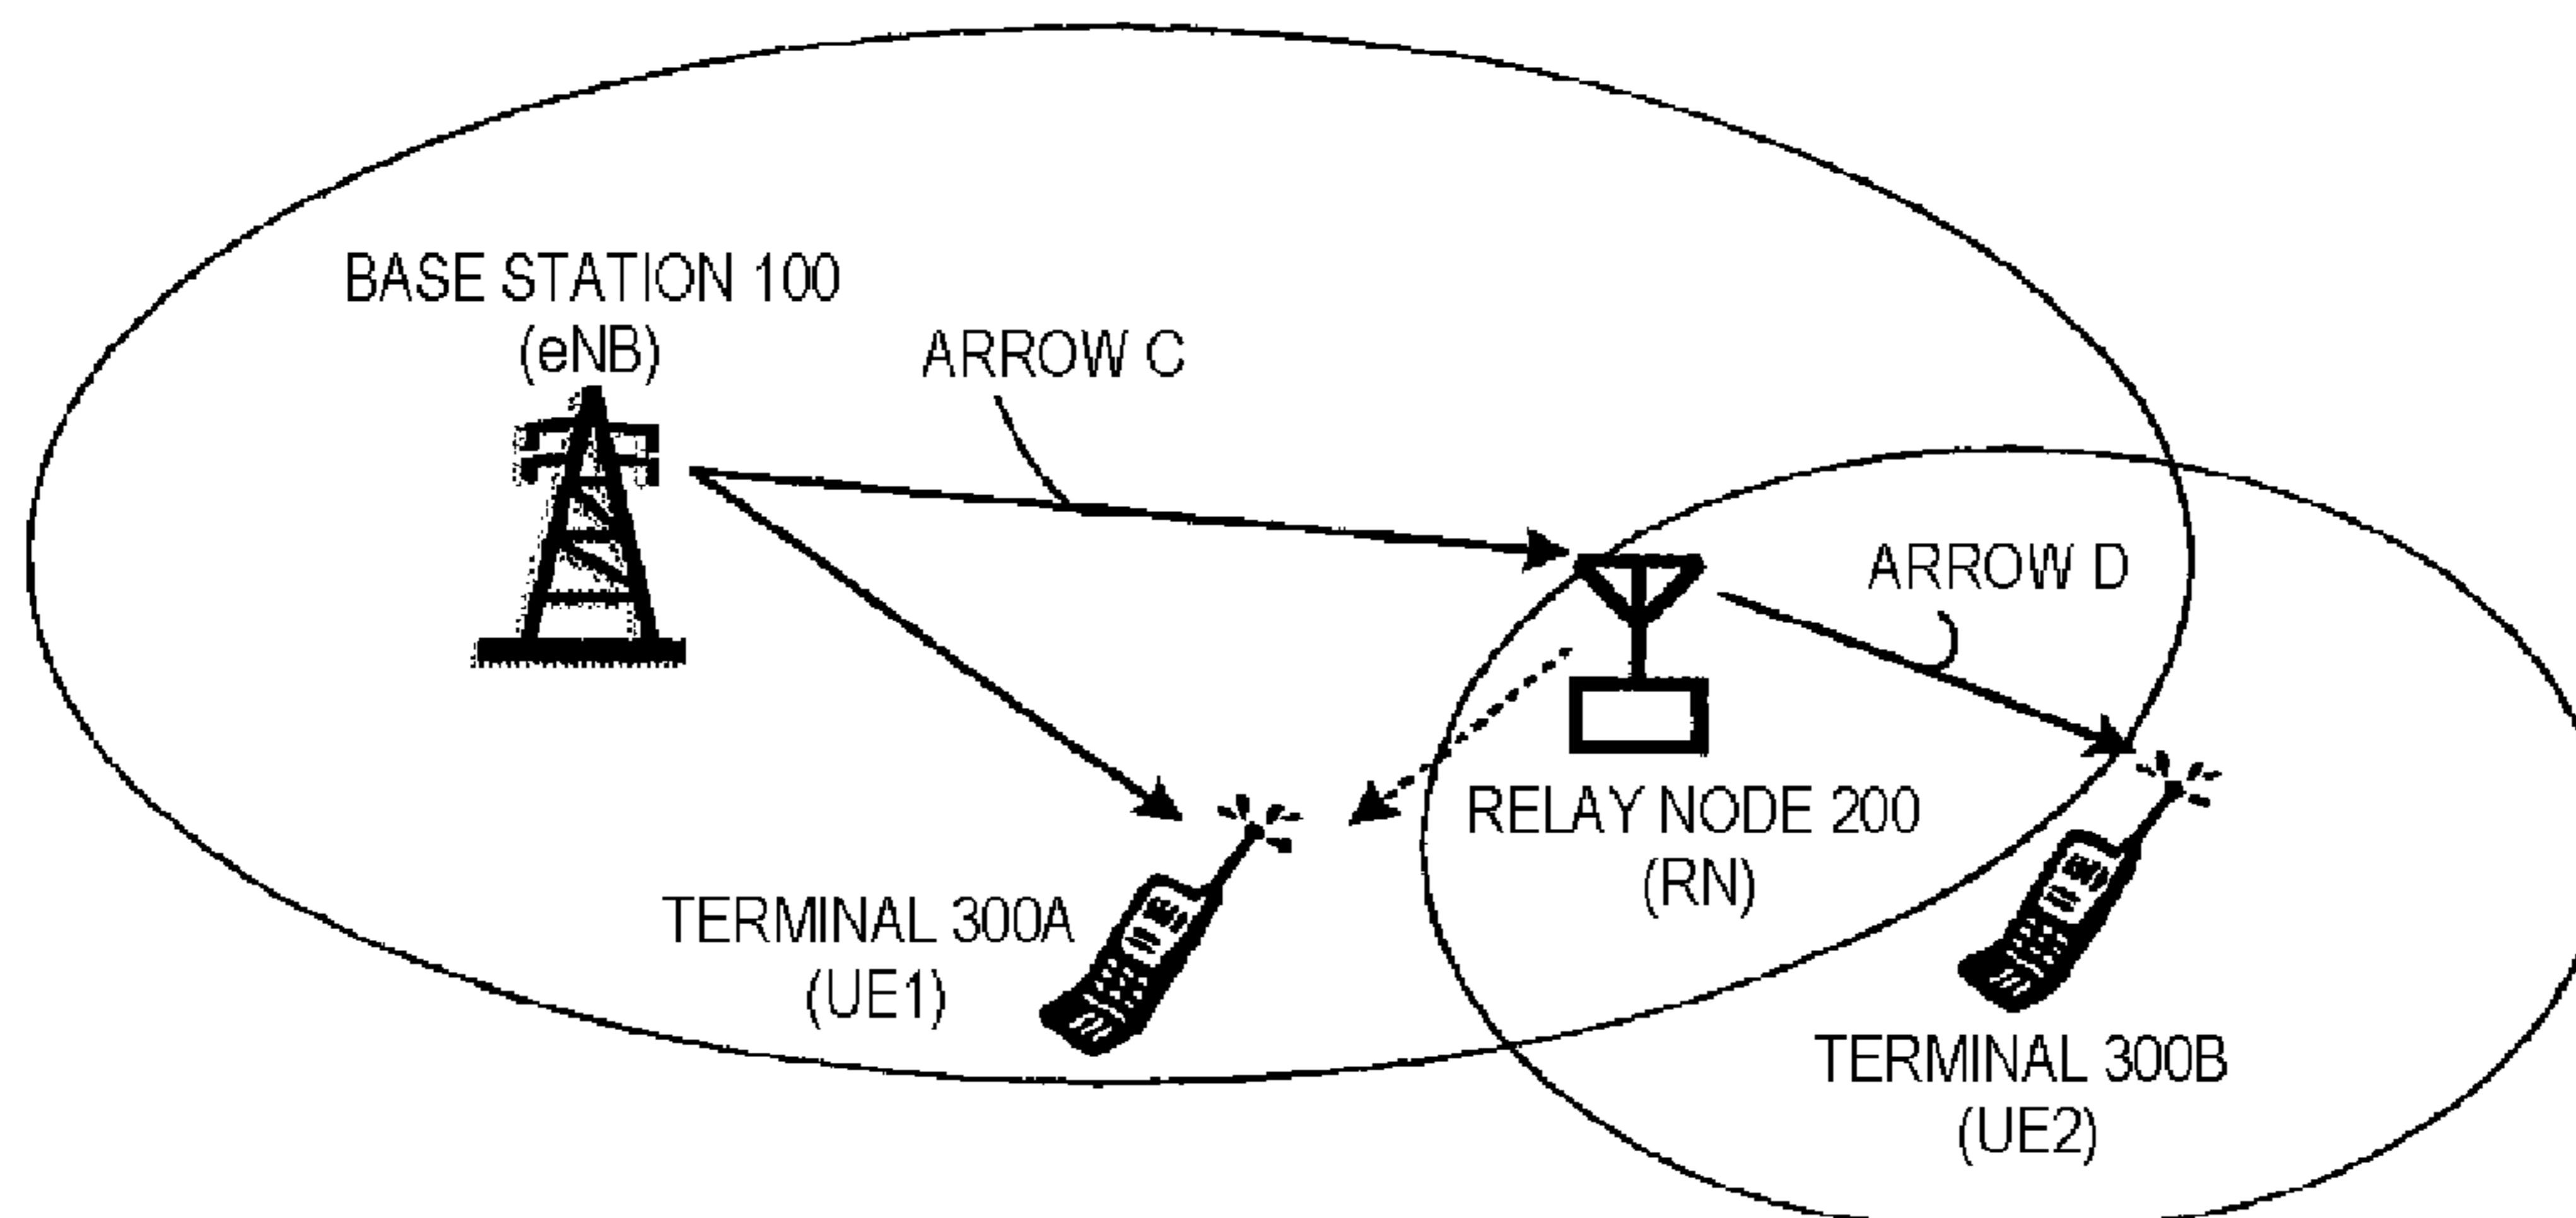 BASE STATION 100
(eNB)
ARROW C
ARROW D
RELAY NODE 200
(RN)
TERMINAL 300A
(UE1)
TERMINAL 300B
(UE2)